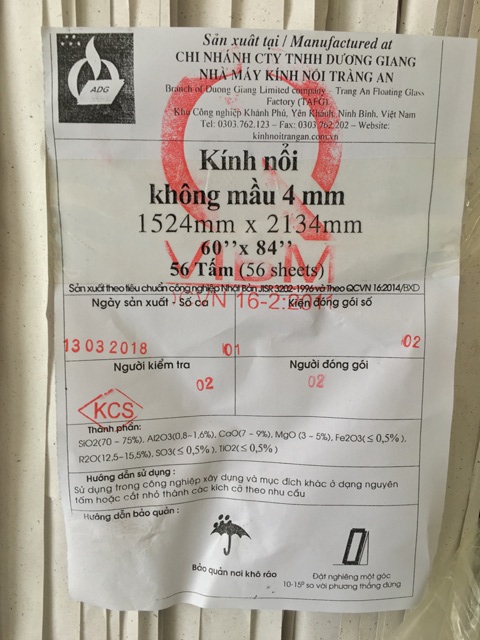 ADG
Sản xuất tại / Manufactured at
CHI NHÁNH CTY TNHH DƯƠNG GIANG
NHÀ MÁY KÍNH NỔI TRÀNG AN
Branch of Duong Giang Limited company Trang An Floating Glass
Factory (TAFG)
Khu Công nghiệp Khánh Phú, Yên Khánh, Ninh Bình, Việt Nam
Tel: 0303.762.123 – Fax: 0303.762.202 – Website:
kinhnoitrangan.com.vn
Kính nổi
không mầu 4 mm
1524mm x 2134mm
60’’x 84’’
VIBM
56 Tấm (56 sheets)
Sản xuất theo tiêu chuẩn công nghiệp Nhật Bản JISR 3202-1996 và Theo QCVN 16:2014/BXD
VN 16-2:2011
Ngày sản xuất - Số ca
Kiện đóng gói số
13 03 2018
01
02
Người kiểm tra
Người đóng gói
02
02
KCS
Thành phần:
SiO2(70 – 75%), Al2O3(0,8–1,6%), CaO(7 – 9%), MgO (3 – 5%), Fe2O3(≤ 0,5%),
R2O(12,5–15,5%), SO3(≤ 0,5%), TiO2(≤ 0,5%)
Hướng dẫn sử dụng :
Sử dụng trong công nghiệp xây dựng và mục đích khác ở dạng nguyên
tấm hoặc cắt nhỏ thành các kích cỡ theo nhu cầu
Hướng dẫn bảo quản :
Bảo quản nơi khô ráo
Đặt nghiêng một góc
10-15⁰ so với phương thẳng đứng